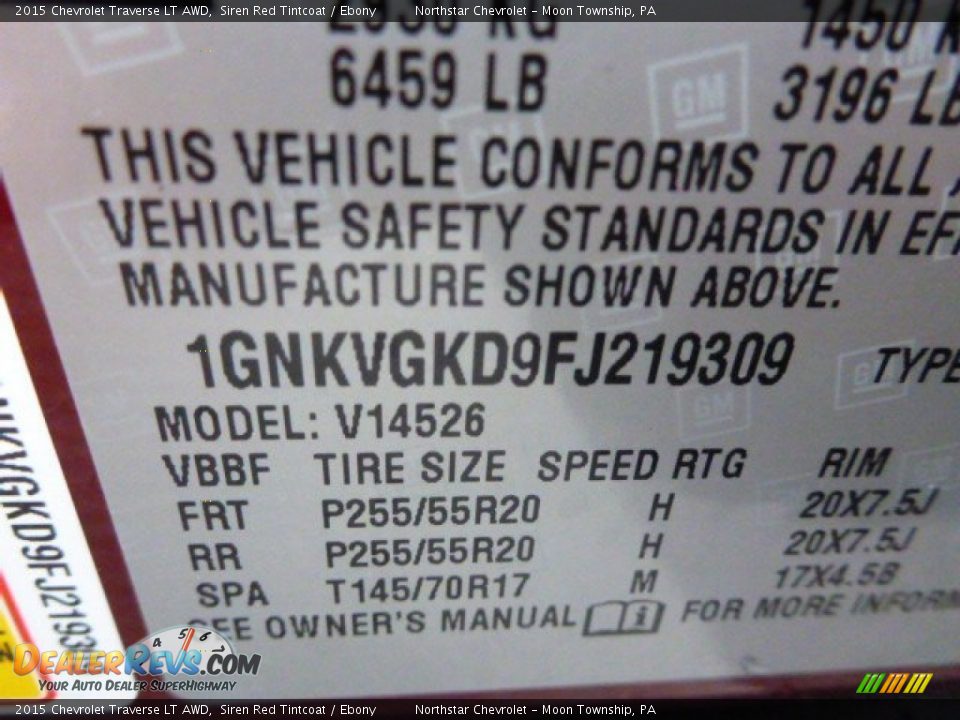 2015 Chevrolet Traverse LT AWD, Siren Red Tintcoat / Ebony Northstar Chevrolet - Moon Township, PA
1450
6459 LB 3196 LB
GM
THIS VEHICLE CONFORMS TO ALL
VEHICLE SAFETY STANDARDS IN
MANUFACTURE SHOWN ABOVE.
1GNKVGKD9FJ219309 TYPE
MODEL: V14526
VBBF TIRE SIZE SPEED RTG RIM
FRT P255/55R20 H 20X7.5J
RR P255/55R20 H 20X7.5J
SPA T145/70R17 M 17X4.5B
SEE OWNER'S MANUAL i FOR MORE
DealerRevs.com
Your Auto Dealer SuperHighway
2015 Chevrolet Traverse LT AWD, Siren Red Tintcoat / Ebony Northstar Chevrolet - Moon Township, PA